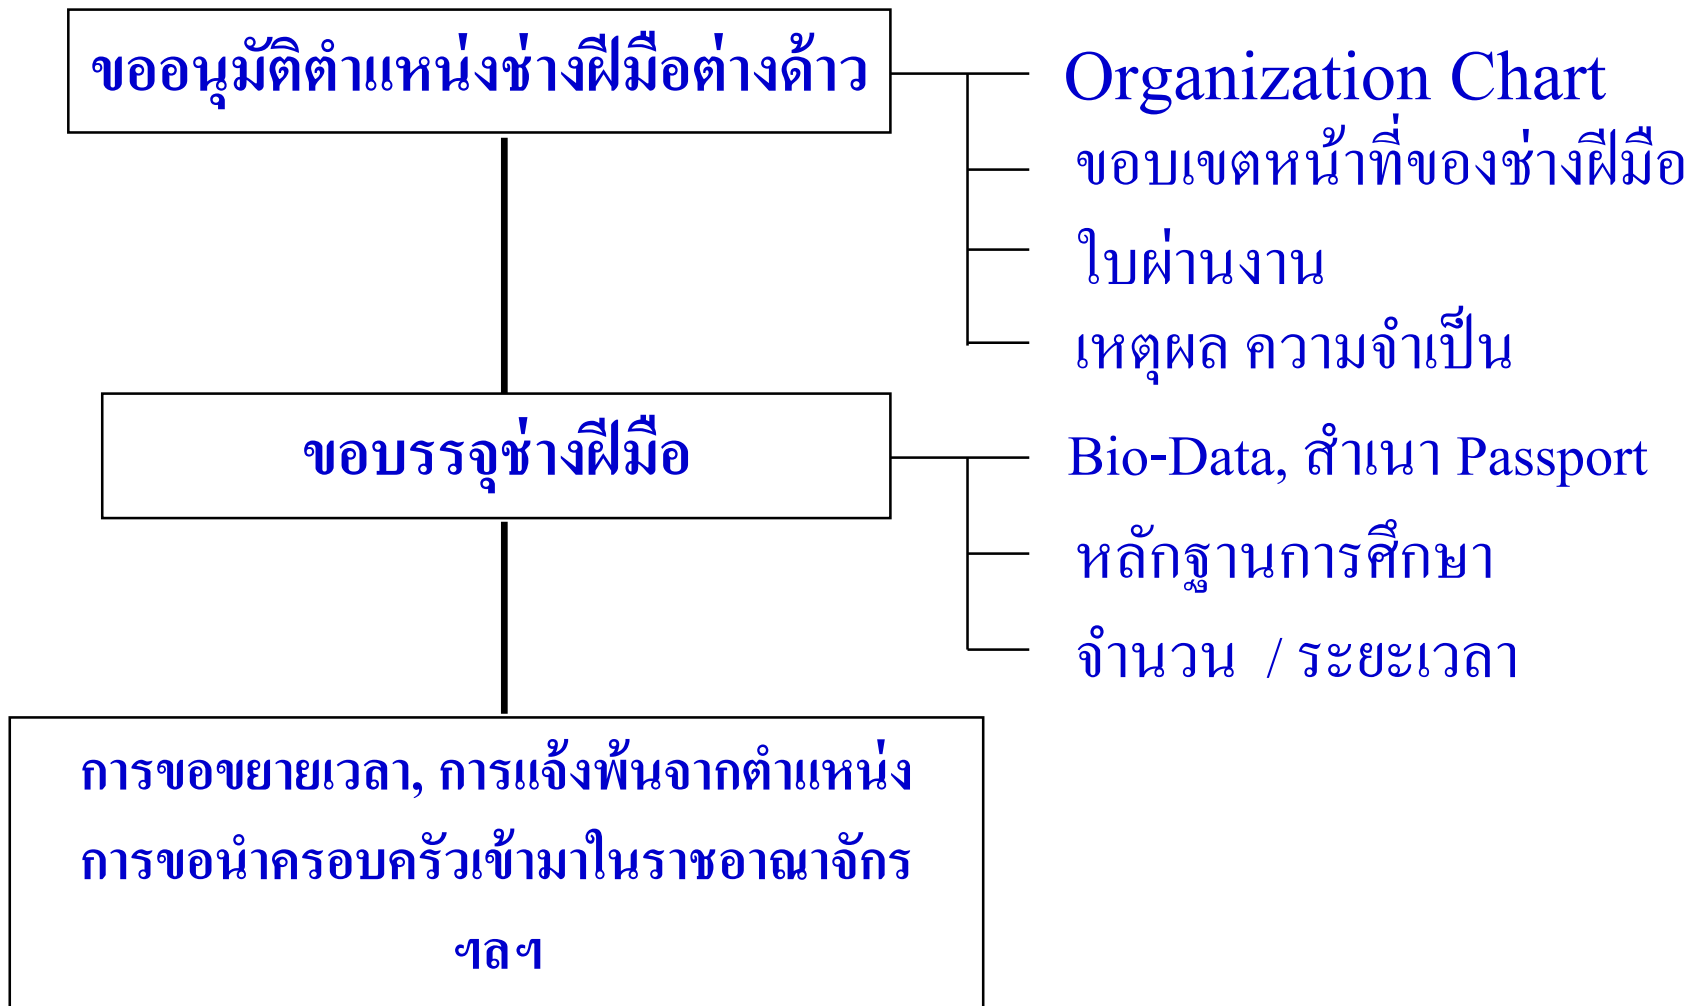 ขออนุมัติตำแหน่งช่างฝีมือต่างด้าว
Organization Chart
ขอบเขตหน้าที่ของช่างฝีมือ
ใบผ่านงาน
เหตุผล ความจำเป็น
ขอบรรจุช่างฝีมือ
Bio-Data, สำเนา Passport
หลักฐานการศึกษา
จำนวน / ระยะเวลา
การขอขยายเวลา, การแจ้งพ้นจากตำแหน่ง
การขอนำครอบครัวเข้ามาในราชอาณาจักร
ฯลฯ